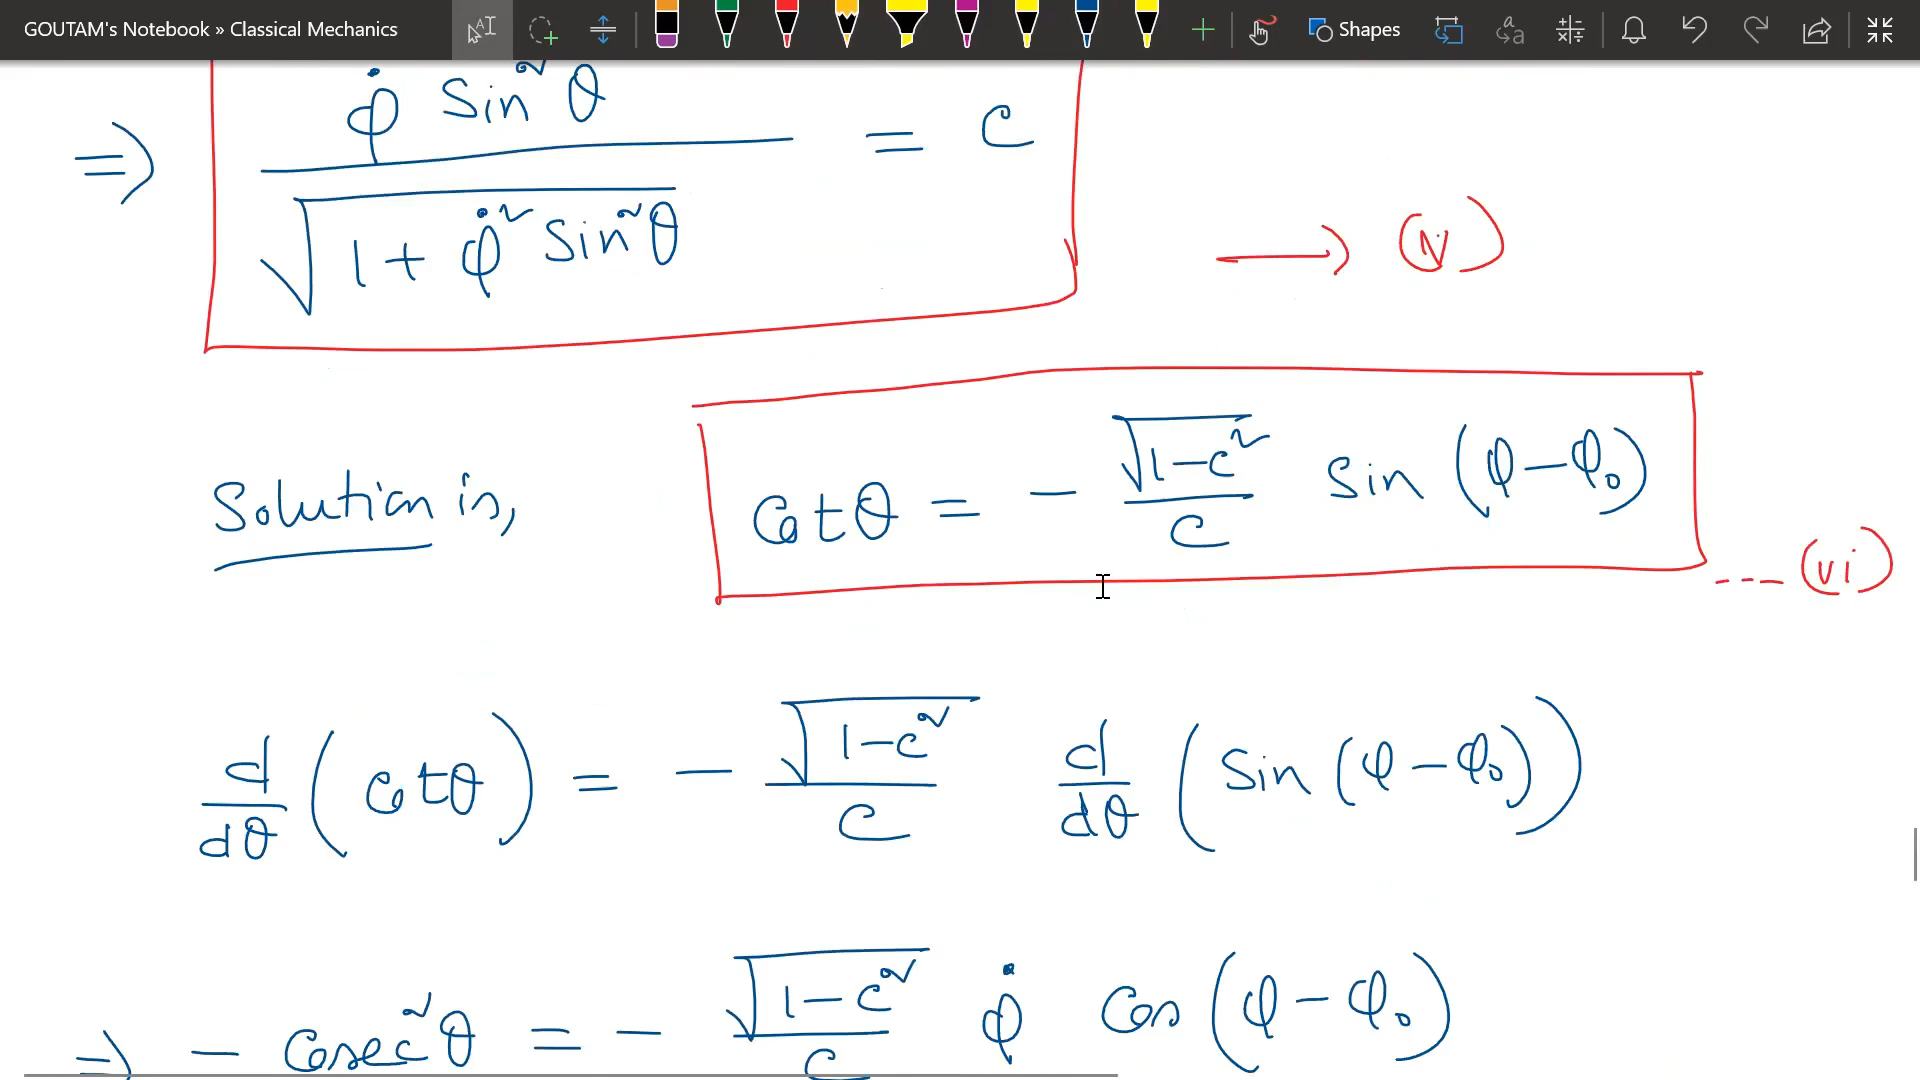 GOUTAM's Notebook » Classical Mechanics
Shapes
⇒ φ̇ Sin²θ / √(1 + φ̇² Sin²θ) = c → (v)
Solution is, Cotθ = − (√(1−c²) / c) Sin (φ−φ₀) --- (vi)
d/dθ (Cotθ) = − (√(1−c²) / c) d/dθ (Sin (φ−φ₀))
⇒ − Cosec²θ = − (√(1−c²) / c) φ̇ Cos (φ−φ₀)